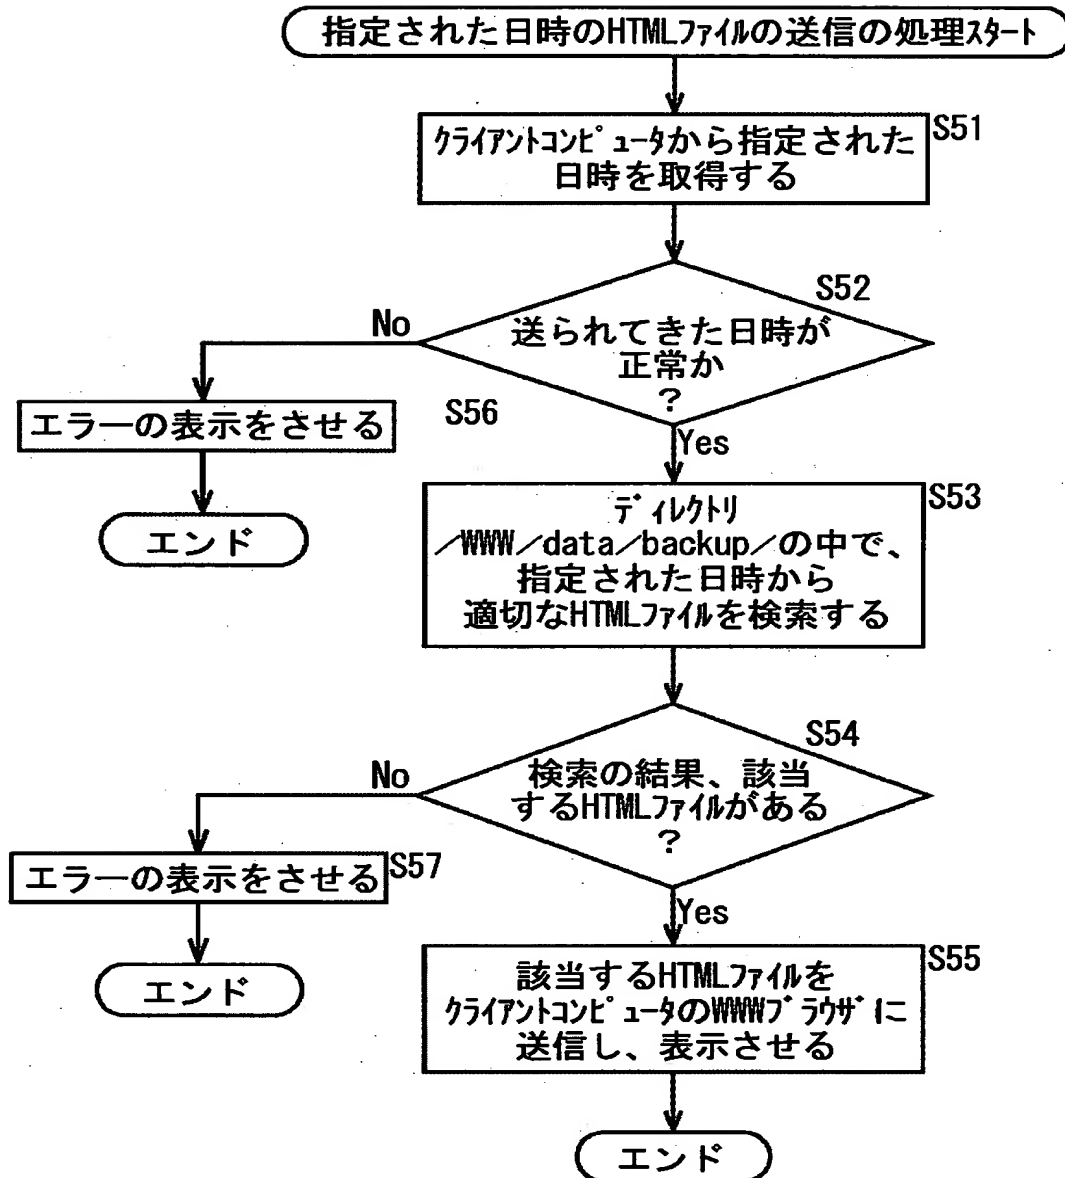 指定された日時のHTMLファイルの送信の処理スタート
S51
クライアントコンピュータから指定された
日時を取得する
S52
送られてきた日時が
正常か
?
No
Yes
エラーの表示をさせる
S56
エンド
S53
ディレクトリ
/WWW/data/backup/の中で、
指定された日時から
適切なHTMLファイルを検索する
S54
検索の結果、該当
するHTMLファイルがある
?
No
Yes
エラーの表示をさせる
S57
エンド
S55
該当するHTMLファイルを
クライアントコンピュータのWWWブラウザに
送信し、表示させる
エンド